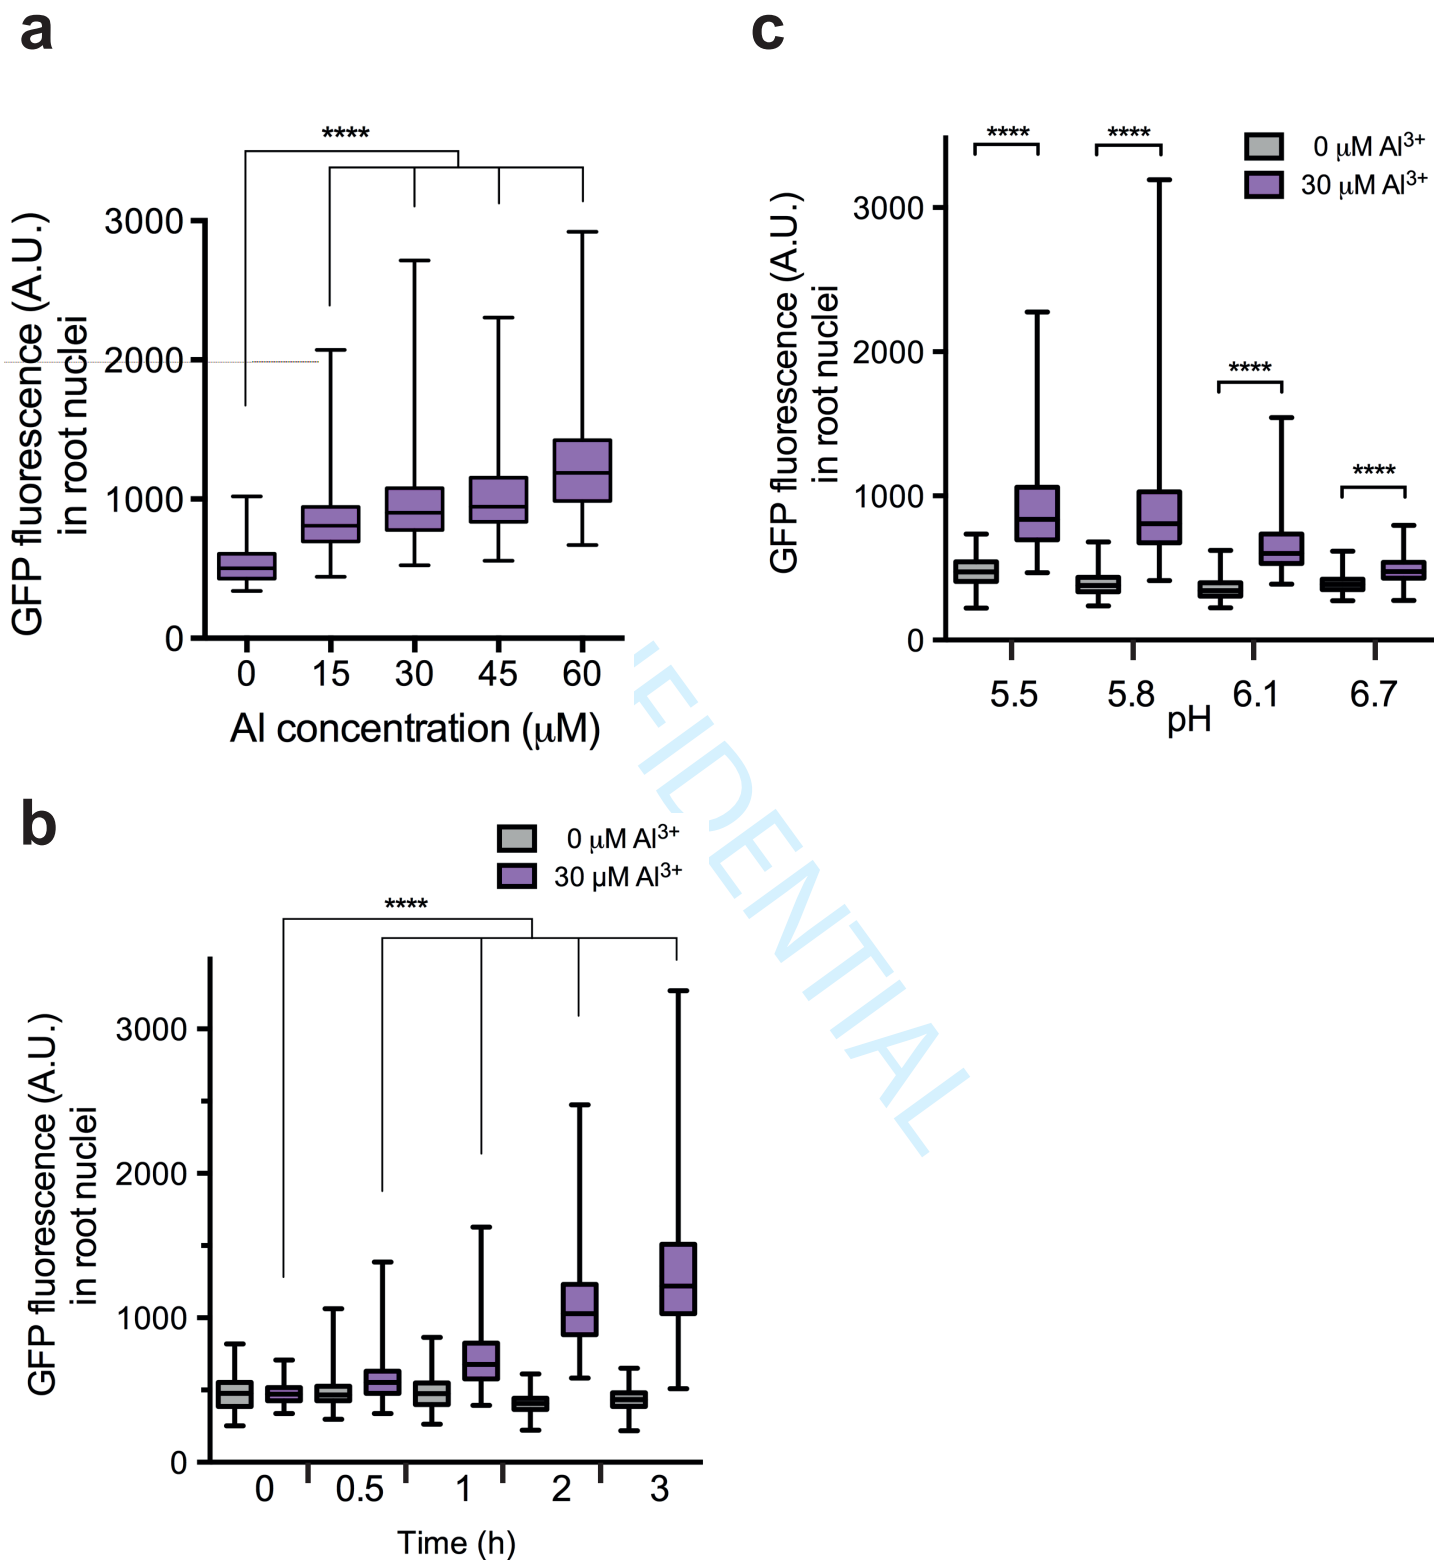 a
****
GFP fluorescence (A.U.)
in root nuclei
3000
2000
1000
0
0 15 30 45 60
Al concentration (μM)
b
0 μM Al³⁺
30 μM Al³⁺
****
GFP fluorescence (A.U.)
in root nuclei
3000
2000
1000
0
0 0.5 1 2 3
Time (h)
c
0 μM Al³⁺
30 μM Al³⁺
**** **** **** ****
GFP fluorescence (A.U.)
in root nuclei
3000
2000
1000
0
5.5 5.8 6.1 6.7
pH
FIDENTIAL